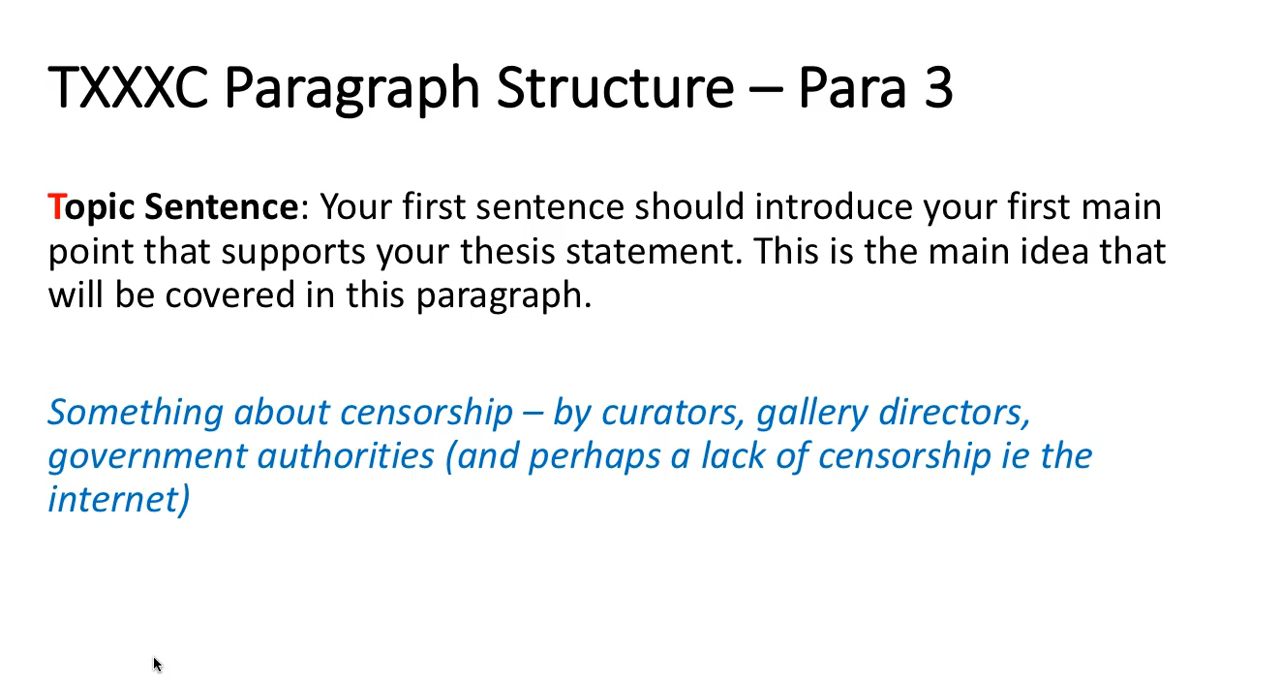 TXXXC Paragraph Structure – Para 3
Topic Sentence: Your first sentence should introduce your first main
point that supports your thesis statement. This is the main idea that
will be covered in this paragraph.
Something about censorship – by curators, gallery directors,
government authorities (and perhaps a lack of censorship ie the
internet)